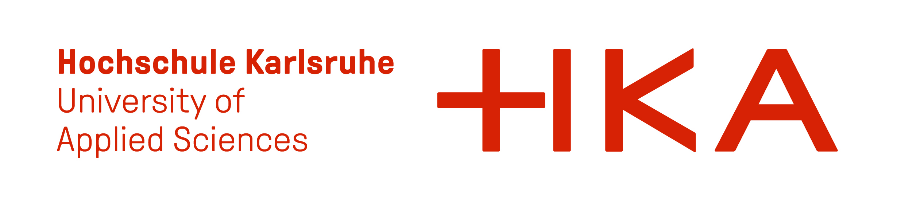 Hochschule Karlsruhe
University of
Applied Sciences
HKA